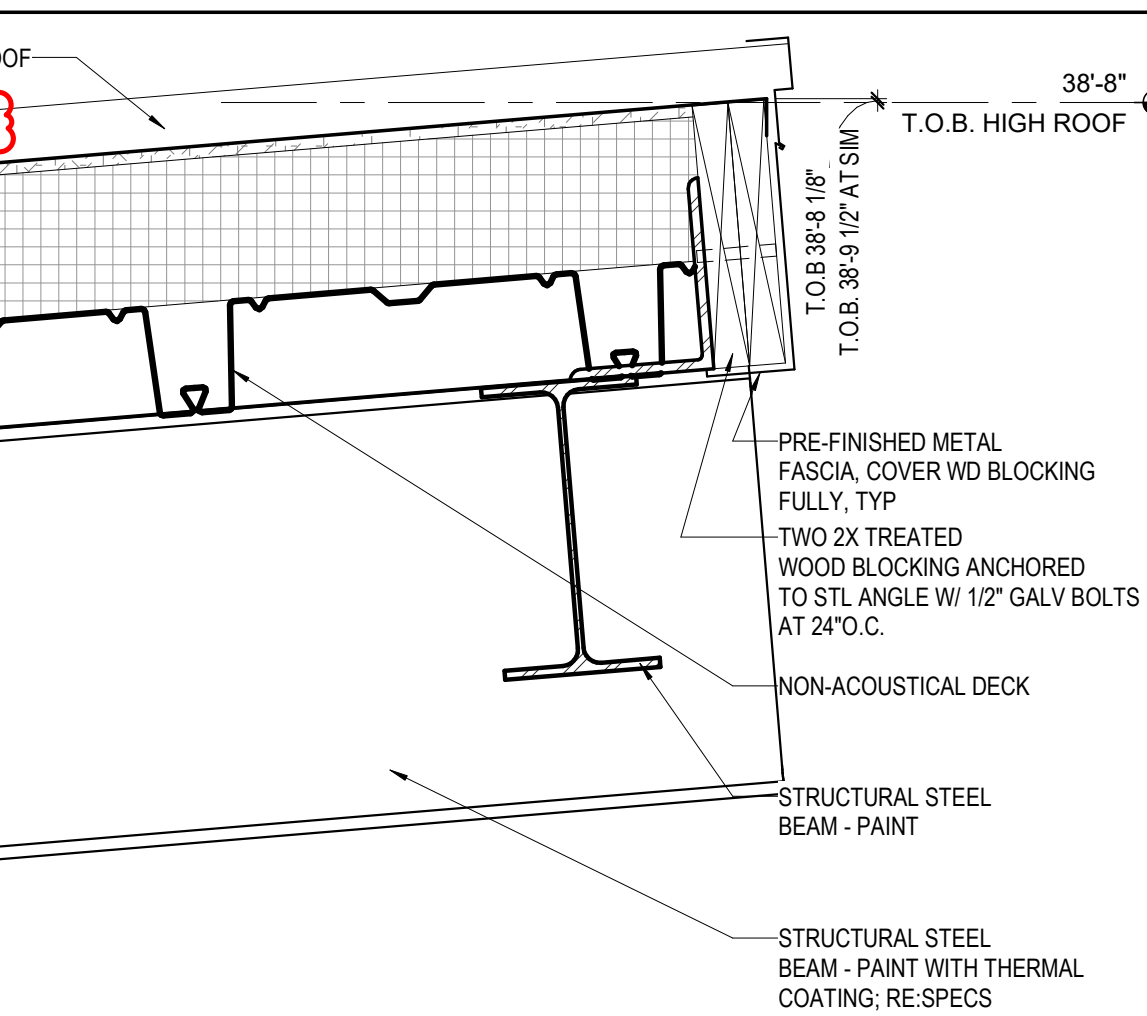 OOF
38'-8"
T.O.B. HIGH ROOF
T.O.B 38'-8 1/8"
T.O.B. 38'-9 1/2" AT SIM
PRE-FINISHED METAL
FASCIA, COVER WD BLOCKING
FULLY, TYP
TWO 2X TREATED
WOOD BLOCKING ANCHORED
TO STL ANGLE W/ 1/2" GALV BOLTS
AT 24"O.C.
NON-ACOUSTICAL DECK
STRUCTURAL STEEL
BEAM - PAINT
STRUCTURAL STEEL
BEAM - PAINT WITH THERMAL
COATING; RE:SPECS